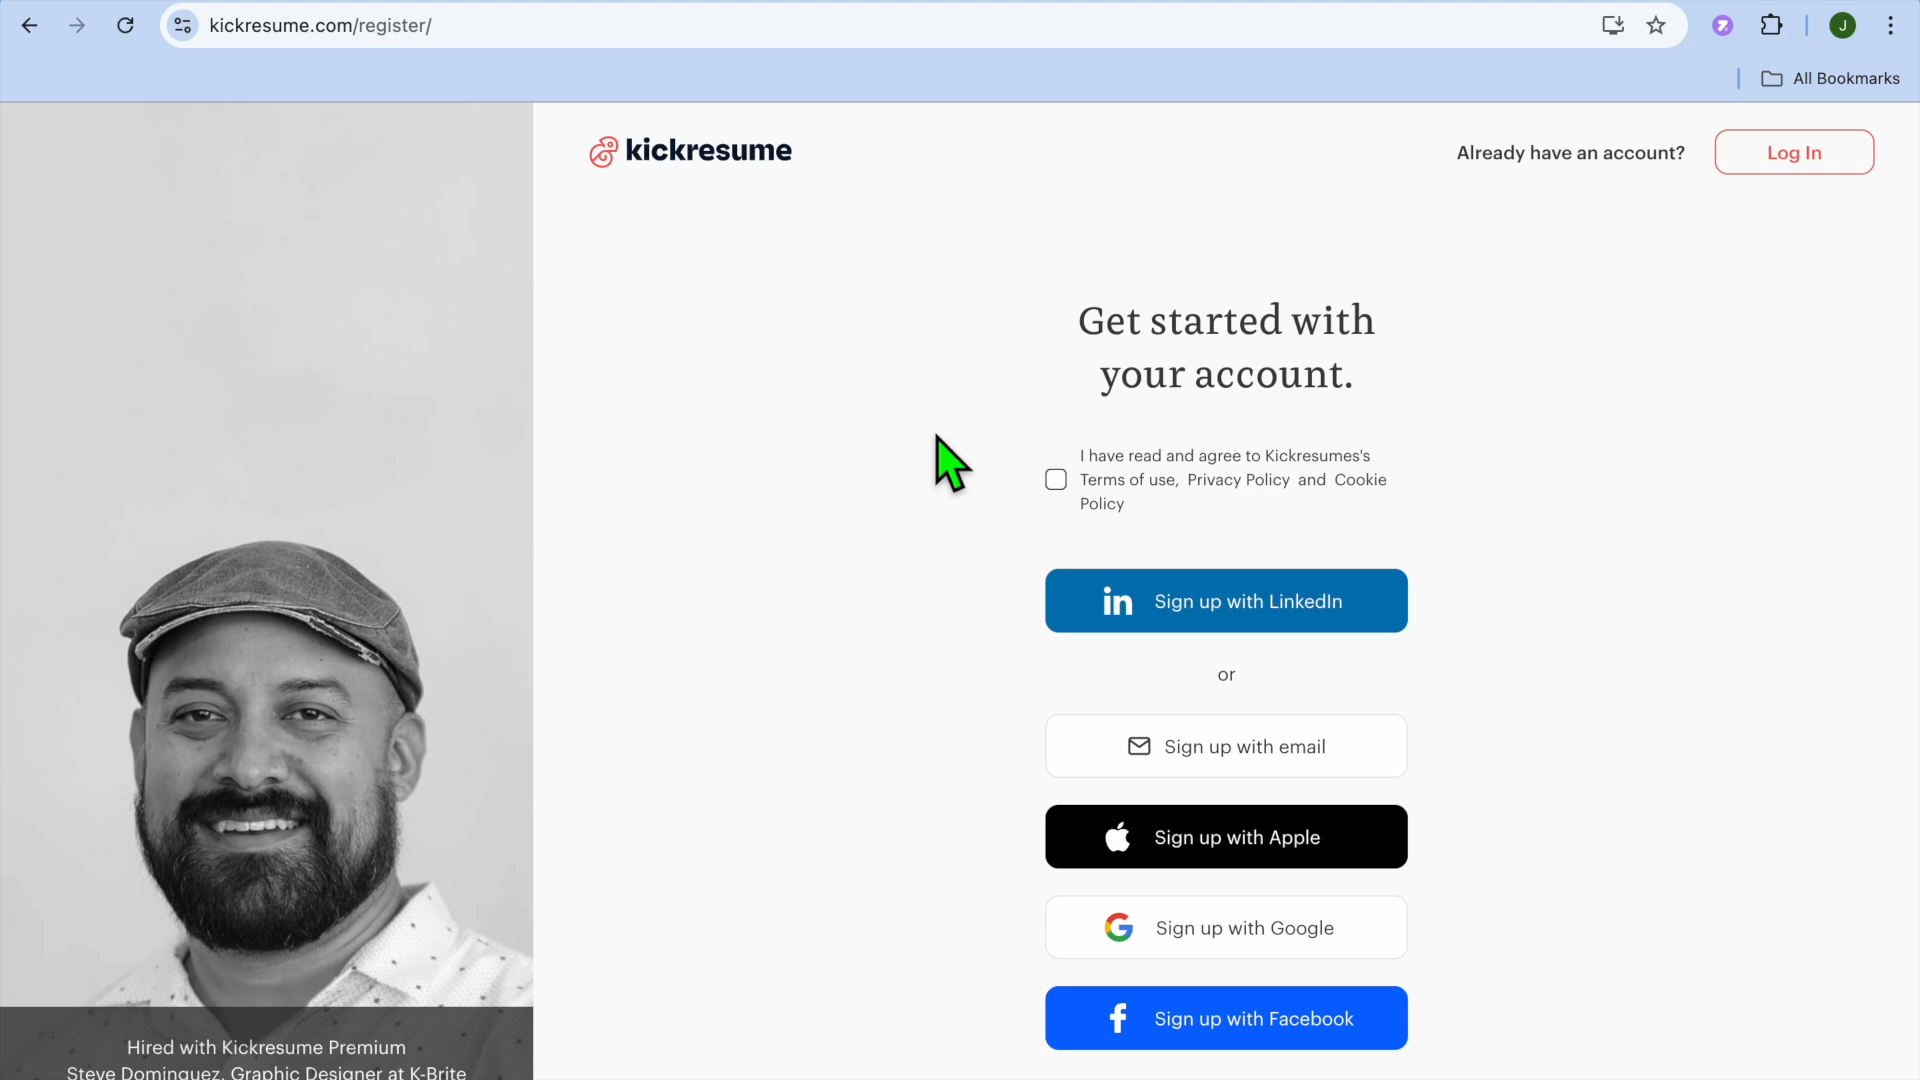 kickresume.com/register/
J
All Bookmarks
kickresume
Already have an account?
Log In
Get started with
your account.
I have read and agree to Kickresumes's
Terms of use, Privacy Policy and Cookie
Policy
in Sign up with LinkedIn
or
Sign up with email
Sign up with Apple
G Sign up with Google
f Sign up with Facebook
Hired with Kickresume Premium
Steve Dominguez, Graphic Designer at K-Brite